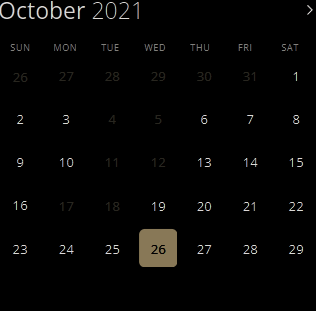 October 2021
SUN MON TUE WED THU FRI SAT
26 27 28 29 30 31 1
2 3 4 5 6 7 8
9 10 11 12 13 14 15
16 17 18 19 20 21 22
23 24 25 26 27 28 29